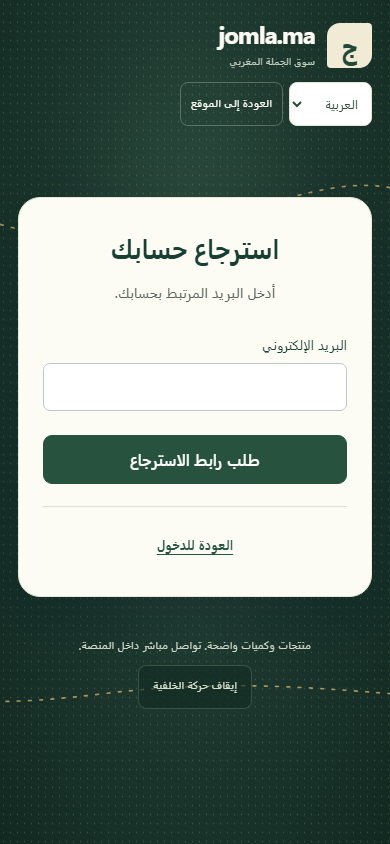 jomla.ma
سوق الجملة المغربي
ج
العربية
العودة إلى الموقع
استرجاع حسابك
أدخل البريد المرتبط بحسابك.
البريد الإلكتروني
طلب رابط الاسترجاع
العودة للدخول
منتجات وكميات واضحة. تواصل مباشر داخل المنصة.
إيقاف حركة الخلفية